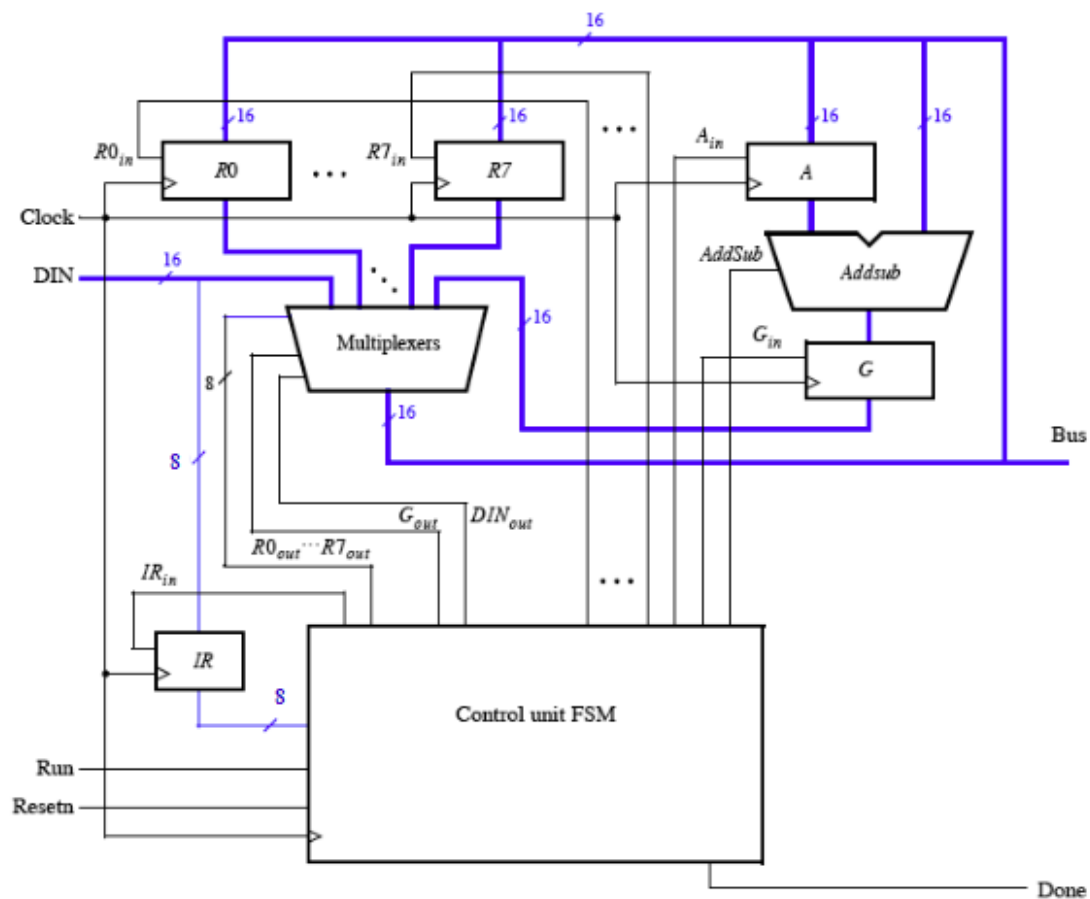 16
16
16
16
16
R0in
R0
• • •
R7in
R7
• • •
Ain
A
Clock
DIN
16
AddSub
Addsub
Multiplexers
16
Gin
G
8
16
Bus
8
Gout
DINout
R0out···R7out
IRin
• • •
IR
8
Control unit FSM
Run
Resetn
Done